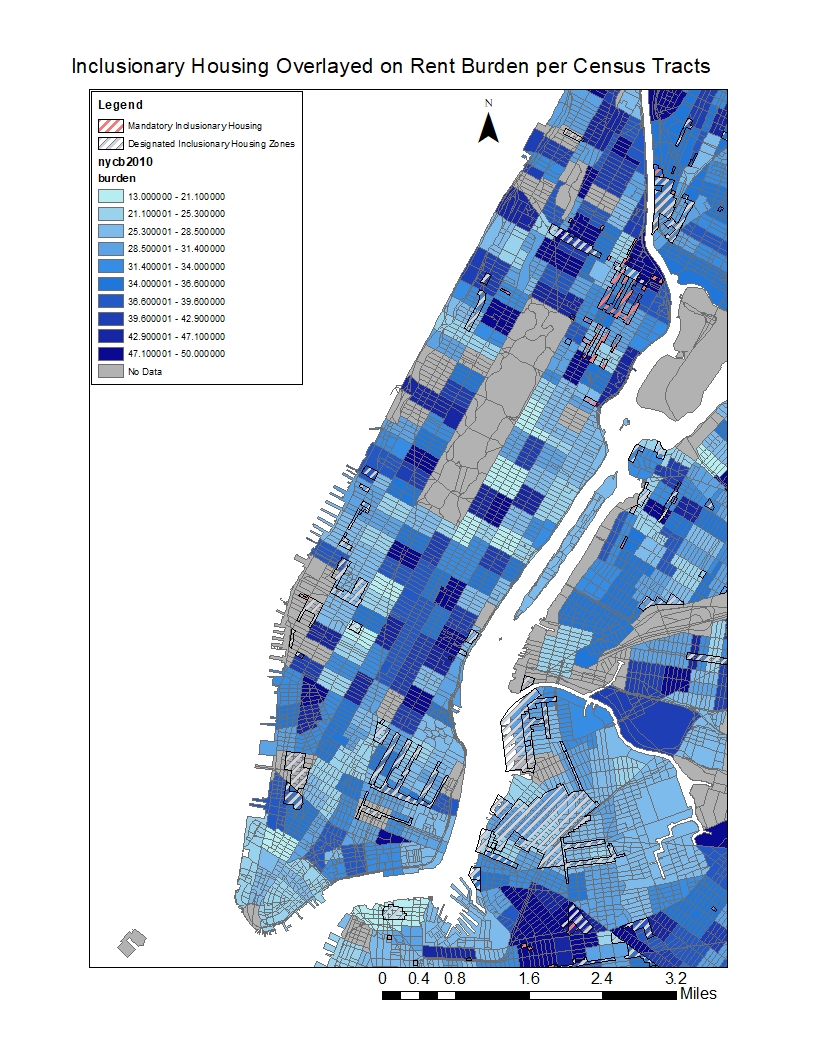 Inclusionary Housing Overlayed on Rent Burden per Census Tracts
Legend
Mandatory Inclusionary Housing
Designated Inclusionary Housing Zones
nycb2010
burden
13.000000 - 21.100000
21.100001 - 25.300000
25.300001 - 28.500000
28.500001 - 31.400000
31.400001 - 34.000000
34.000001 - 36.600000
36.600001 - 39.600000
39.600001 - 42.900000
42.900001 - 47.100000
47.100001 - 50.000000
No Data
N
0 0.4 0.8 1.6 2.4 3.2
Miles